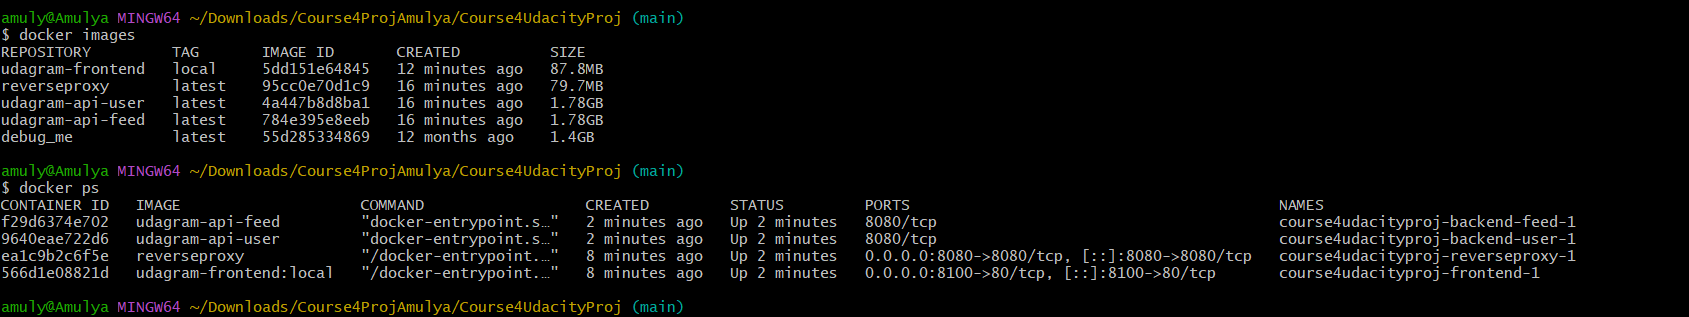 amuly@Amulya MINGW64 ~/Downloads/Course4ProjAmulya/Course4UdacityProj (main)
$ docker images
REPOSITORY TAG IMAGE ID CREATED SIZE
udagram-frontend local 5dd151e64845 12 minutes ago 87.8MB
reverseproxy latest 95cc0e70d1c9 16 minutes ago 79.7MB
udagram-api-user latest 4a447b8d8ba1 16 minutes ago 1.78GB
udagram-api-feed latest 784e395e8eeb 16 minutes ago 1.78GB
debug_me latest 55d285334869 12 months ago 1.4GB
amuly@Amulya MINGW64 ~/Downloads/Course4ProjAmulya/Course4UdacityProj (main)
$ docker ps
CONTAINER ID IMAGE COMMAND CREATED STATUS PORTS NAMES
f29d6374e702 udagram-api-feed "docker-entrypoint.s…" 2 minutes ago Up 2 minutes 8080/tcp course4udacityproj-backend-feed-1
9640eae722d6 udagram-api-user "docker-entrypoint.s…" 2 minutes ago Up 2 minutes 8080/tcp course4udacityproj-backend-user-1
ea1c9b2c6f5e reverseproxy "/docker-entrypoint.…" 8 minutes ago Up 2 minutes 0.0.0.0:8080->8080/tcp, [::]:8080->8080/tcp course4udacityproj-reverseproxy-1
566d1e08821d udagram-frontend:local "/docker-entrypoint.…" 8 minutes ago Up 2 minutes 0.0.0.0:8100->80/tcp, [::]:8100->80/tcp course4udacityproj-frontend-1
amuly@Amulya MINGW64 ~/Downloads/Course4ProjAmulya/Course4UdacityProj (main)